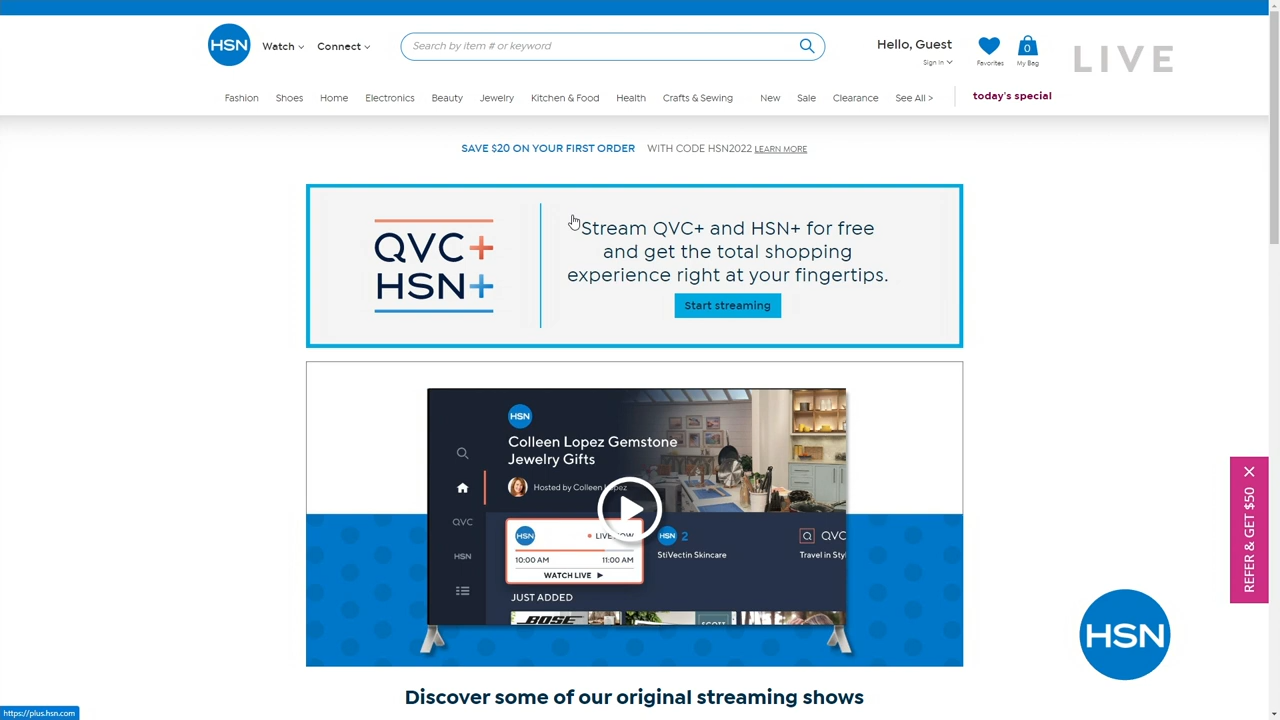 HSN
Watch
Connect
Search by item # or keyword
Hello, Guest
Sign In
Favorites
0
My Bag
LIVE
Fashion
Shoes
Home
Electronics
Beauty
Jewelry
Kitchen & Food
Health
Crafts & Sewing
New
Sale
Clearance
See All >
today's special
SAVE $20 ON YOUR FIRST ORDER WITH CODE HSN2022 LEARN MORE
QVC+
HSN+
Stream QVC+ and HSN+ for free
and get the total shopping
experience right at your fingertips.
Start streaming
HSN
Colleen Lopez Gemstone
Jewelry Gifts
Hosted by Colleen Lopez
QVC
HSN
HSN
LIVE NOW
10:00 AM
11:00 AM
WATCH LIVE
HSN 2
StiVectin Skincare
Q QVC
Travel in Sty
JUST ADDED
BOSE
SCOTT
REFER & GET $50
HSN
Discover some of our original streaming shows
https://plus.hsn.com